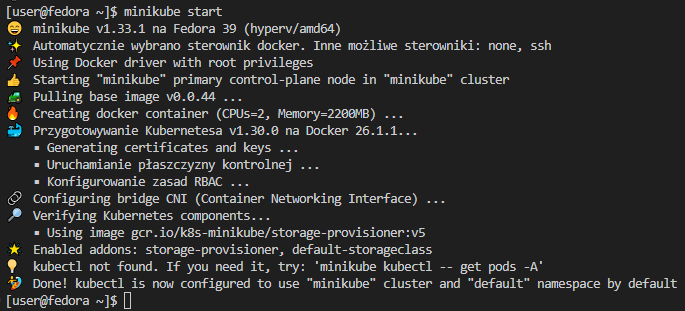 [user@fedora ~]$ minikube start
😄 minikube v1.33.1 na Fedora 39 (hyperv/amd64)
✨ Automatycznie wybrano sterownik docker. Inne możliwe sterowniki: none, ssh
📌 Using Docker driver with root privileges
👍 Starting "minikube" primary control-plane node in "minikube" cluster
🚜 Pulling base image v0.0.44 ...
🔥 Creating docker container (CPUs=2, Memory=2200MB) ...
🐳 Przygotowywanie Kubernetesa v1.30.0 na Docker 26.1.1...
▪ Generating certificates and keys ...
▪ Uruchamianie płaszczyzny kontrolnej ...
▪ Konfigurowanie zasad RBAC ...
🔗 Configuring bridge CNI (Container Networking Interface) ...
🔎 Verifying Kubernetes components...
▪ Using image gcr.io/k8s-minikube/storage-provisioner:v5
🌟 Enabled addons: storage-provisioner, default-storageclass
💡 kubectl not found. If you need it, try: 'minikube kubectl -- get pods -A'
🏄 Done! kubectl is now configured to use "minikube" cluster and "default" namespace by default
[user@fedora ~]$